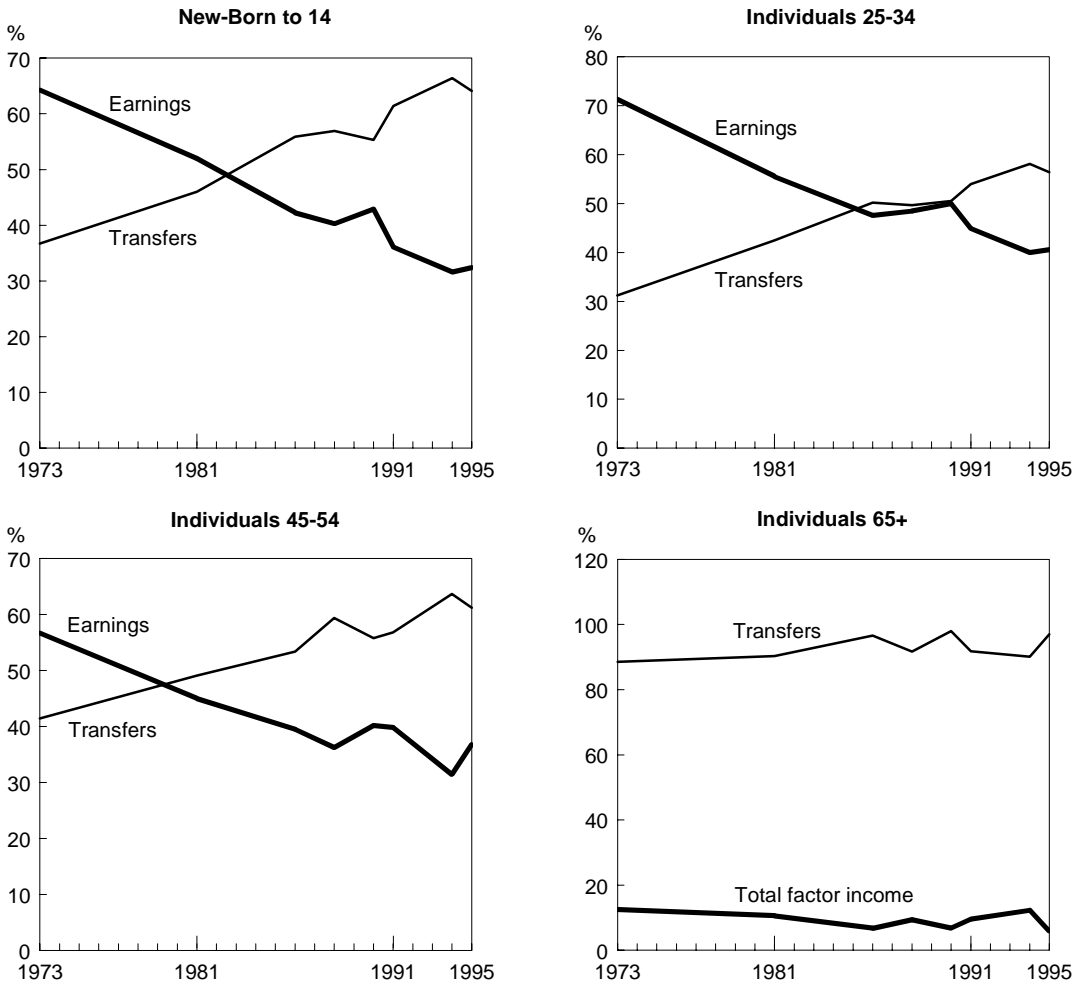 New-Born to 14
%
70
60
50
40
30
20
10
0
Earnings
Transfers
1973 1981 1991 1995
Individuals 25-34
%
80
70
60
50
40
30
20
10
0
Earnings
Transfers
1973 1981 1991 1995
Individuals 45-54
%
70
60
50
40
30
20
10
0
Earnings
Transfers
1973 1981 1991 1995
Individuals 65+
%
120
100
80
60
40
20
0
Transfers
Total factor income
1973 1981 1991 1995